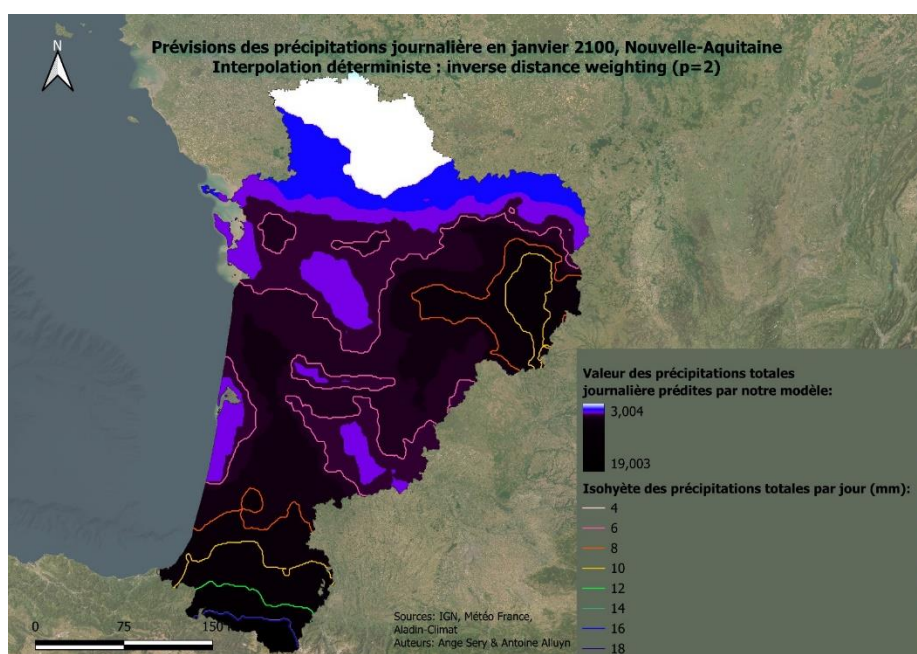 Prévisions des précipitations journalière en janvier 2100, Nouvelle-Aquitaine
Interpolation déterministe : inverse distance weighting (p=2)
N
Valeur des précipitations totales
journalière prédites par notre modèle:
3,004
19,003
Isohyète des précipitations totales par jour (mm):
4
6
8
10
12
14
16
18
Sources: IGN, Météo France,
Aladin-Climat
Auteurs: Ange Sery & Antoine Alluyn
0 75 150